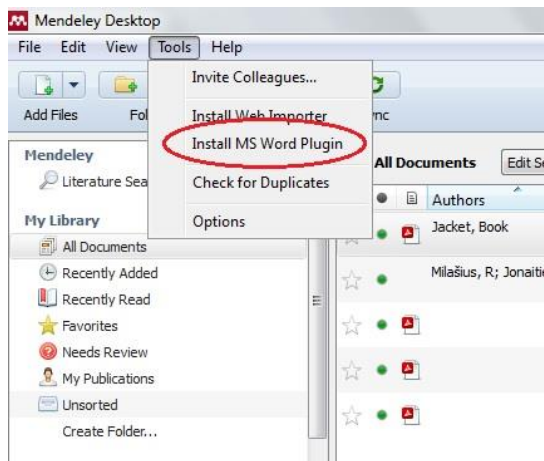 Mendeley Desktop
File Edit View Tools Help
Invite Colleagues...
Install Web Importer
Install MS Word Plugin
Check for Duplicates
Options
Add Files
Mendeley
Literature
My Library
All Documents
Recently Added
Recently Read
Favorites
Needs Review
My Publications
Unsorted
Create Folder...
All Documents Edit
Authors
Jacket, Book
Milašius, R;